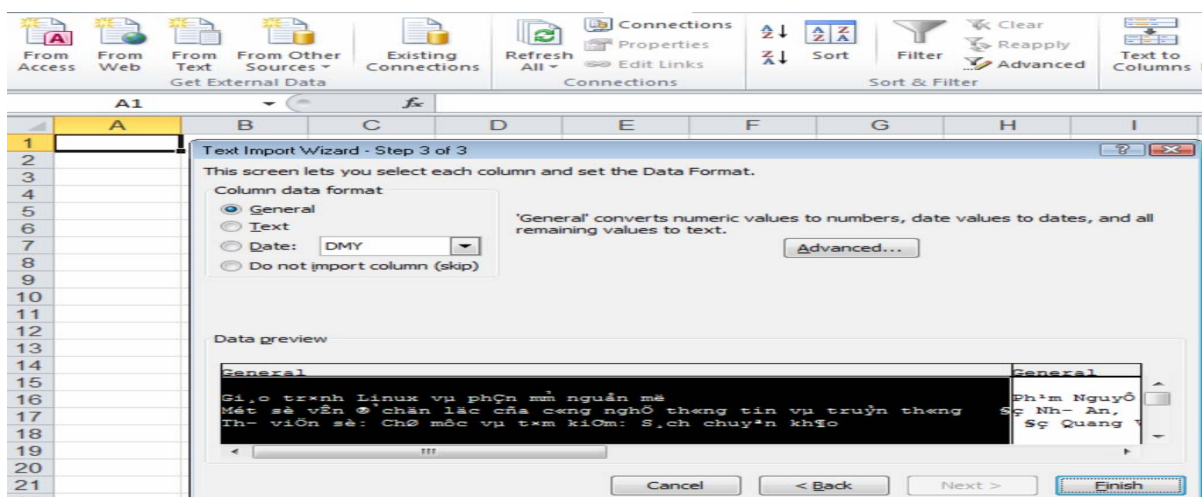 From Access
From Web
From Text
From Other Sources
Existing Connections
Refresh All
Connections
Properties
Edit Links
Sort
Filter
Clear
Reapply
Advanced
Text to Columns
Get External Data
Connections
Sort & Filter
A1
fx
A B C D E F G H I
1
2
3
4
5
6
7
8
9
10
11
12
13
14
15
16
17
18
19
20
21
Text Import Wizard - Step 3 of 3
This screen lets you select each column and set the Data Format.
Column data format
General
Text
Date: DMY
Do not import column (skip)
'General' converts numeric values to numbers, date values to dates, and all
remaining values to text.
Advanced...
Data preview
General General
Gi¸o tr×nh Linux vµ phÇn mÒm nguån më Ph¹m NguyÔ
Mét sè vÊn ®Ò chän läc cña c«ng nghÖ th«ng tin vµ truyÒn th«ng Nh- An,
Th- viÖn sè: ChØ môc vµ t×m kiÕm: S¸ch chuyªn kh¶o Quang
Cancel < Back Next > Finish